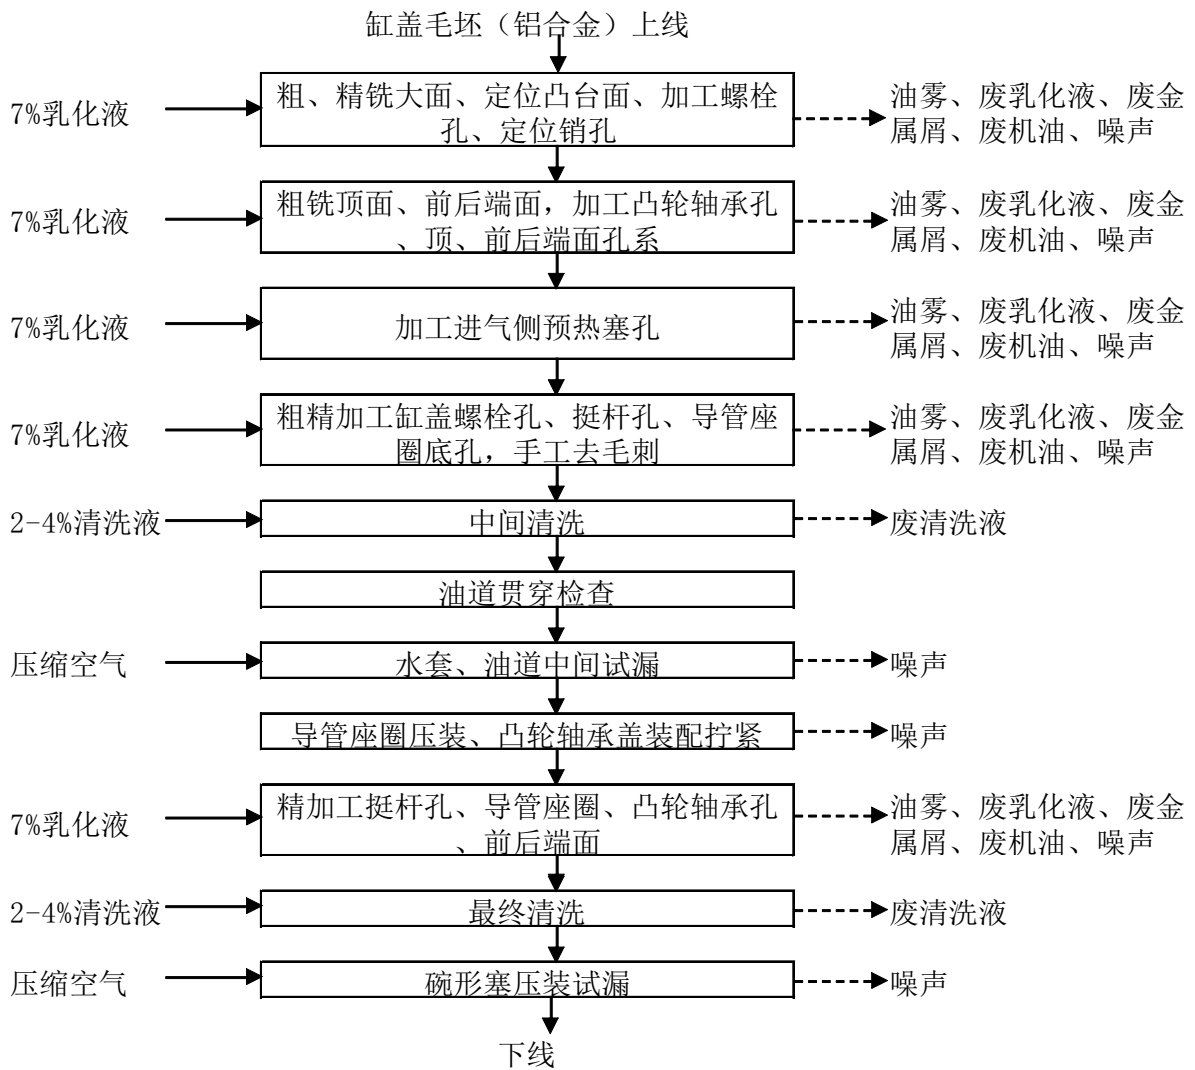 缸盖毛坯（铝合金）上线
7%乳化液
粗、精铣大面、定位凸台面、加工螺栓
孔、定位销孔
油雾、废乳化液、废金
属屑、废机油、噪声
7%乳化液
粗铣顶面、前后端面，加工凸轮轴承孔
、顶、前后端面孔系
油雾、废乳化液、废金
属屑、废机油、噪声
7%乳化液
加工进气侧预热塞孔
油雾、废乳化液、废金
属屑、废机油、噪声
7%乳化液
粗精加工缸盖螺栓孔、挺杆孔、导管座
圈底孔，手工去毛刺
油雾、废乳化液、废金
属屑、废机油、噪声
2-4%清洗液
中间清洗
废清洗液
油道贯穿检查
压缩空气
水套、油道中间试漏
噪声
导管座圈压装、凸轮轴承盖装配拧紧
噪声
7%乳化液
精加工挺杆孔、导管座圈、凸轮轴承孔
、前后端面
油雾、废乳化液、废金
属屑、废机油、噪声
2-4%清洗液
最终清洗
废清洗液
压缩空气
碗形塞压装试漏
噪声
下线